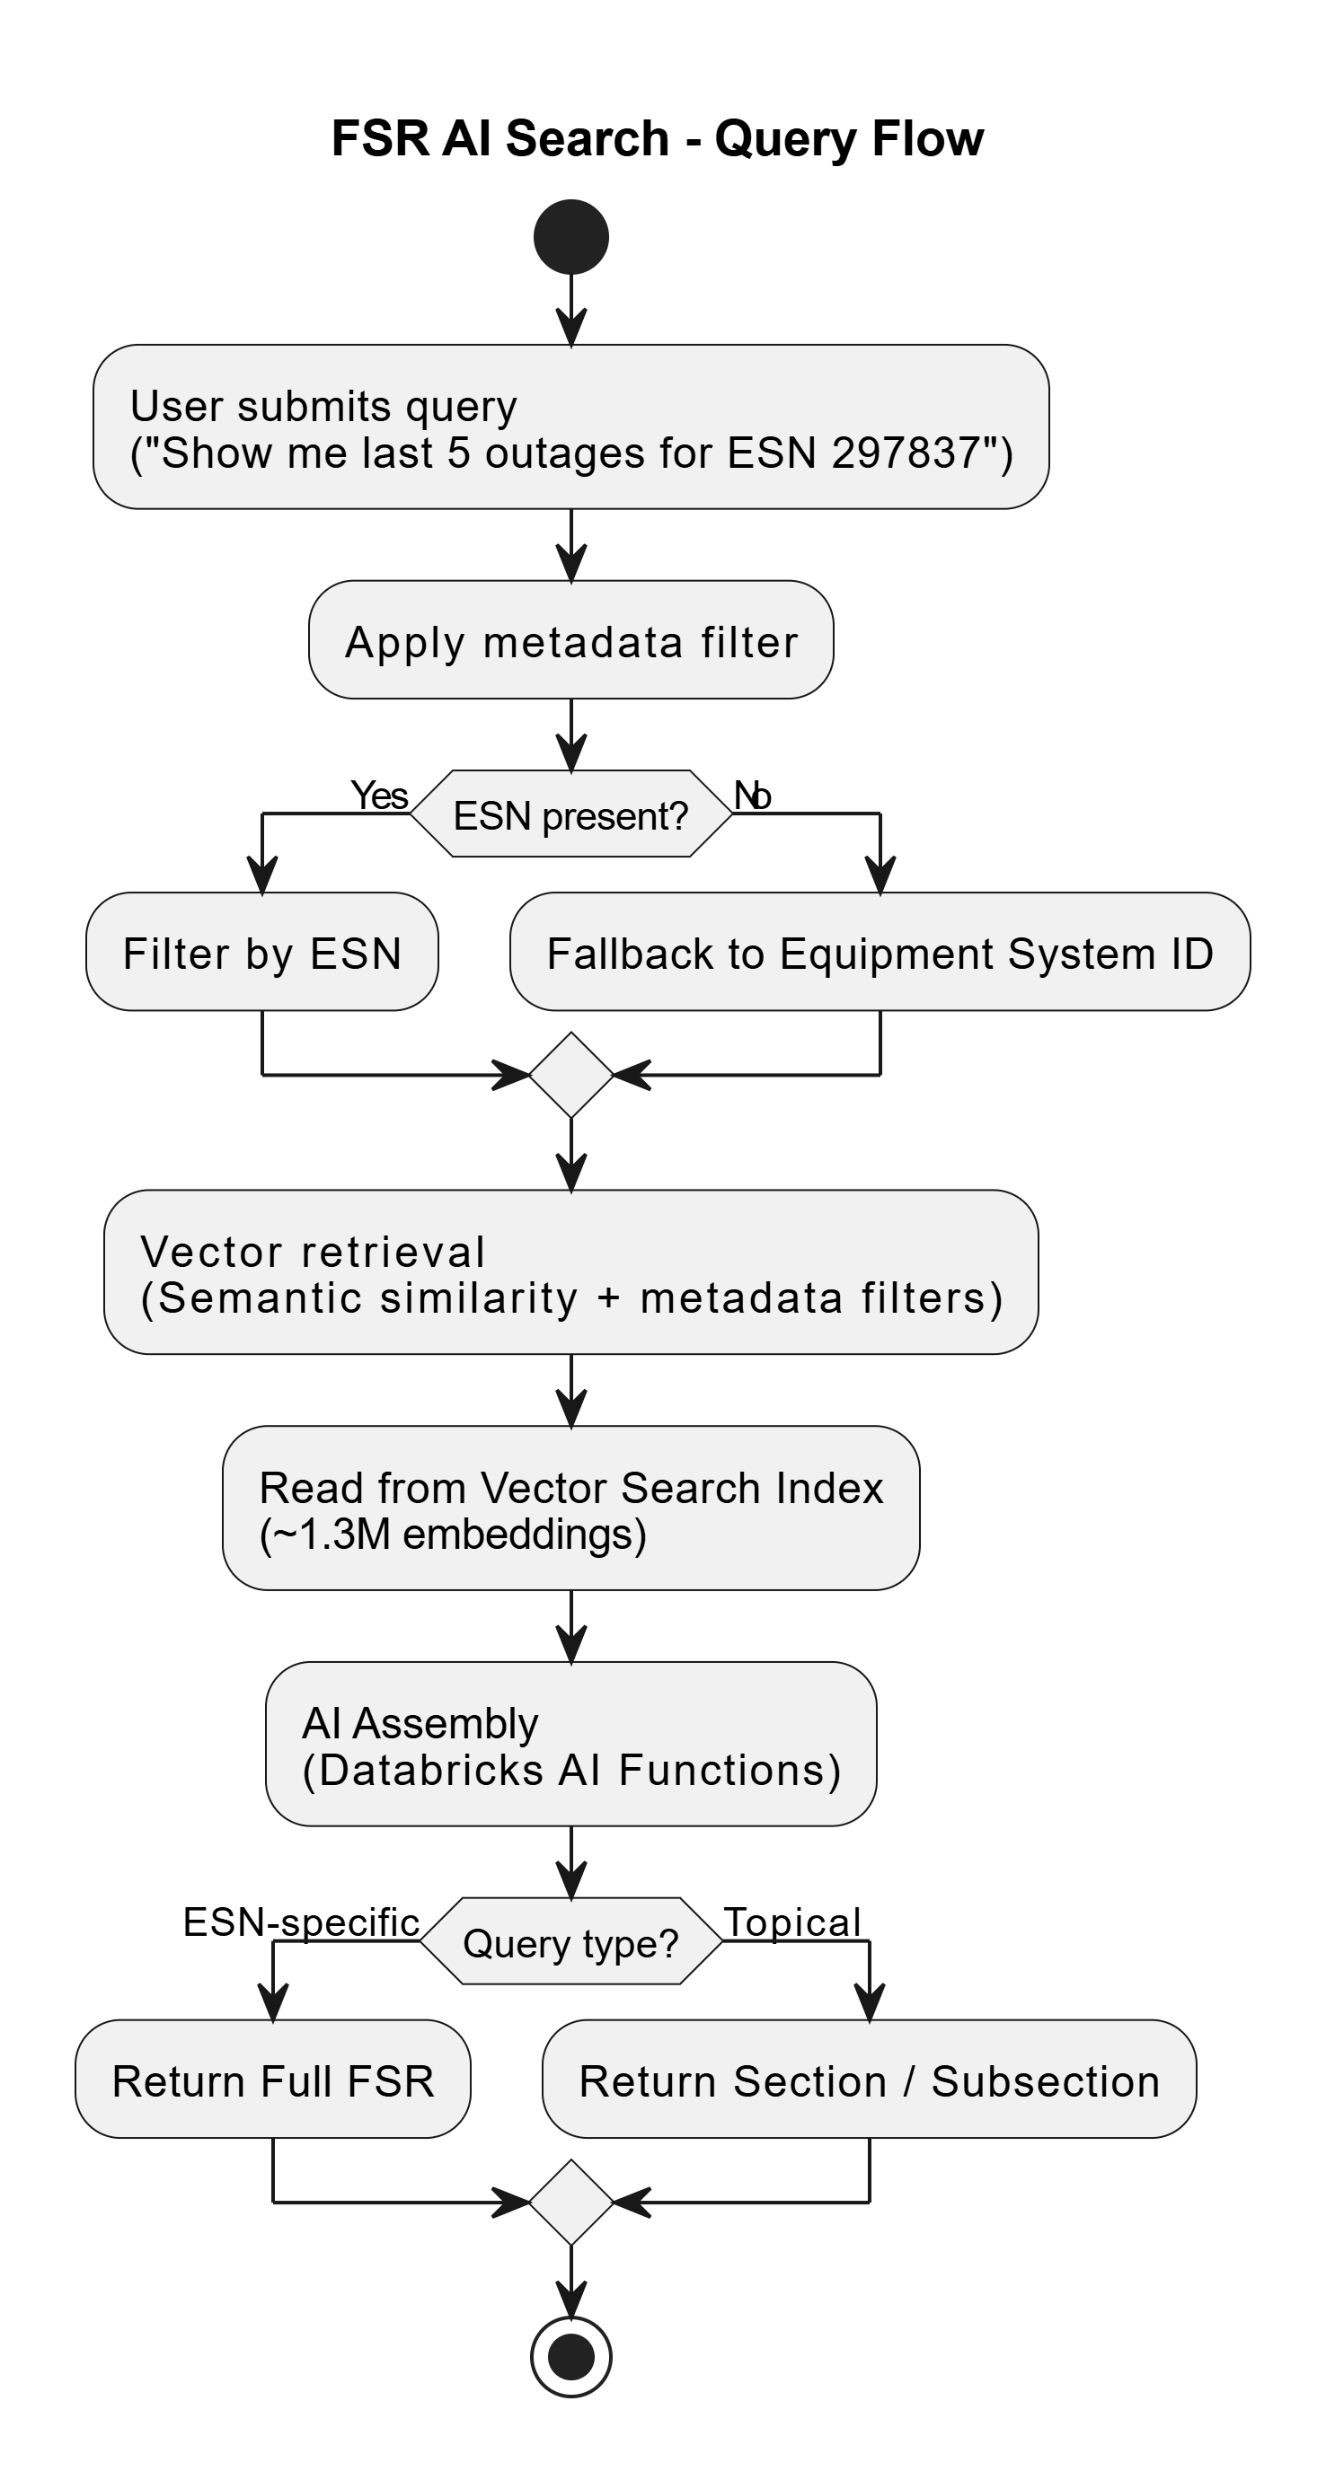 FSR AI Search - Query Flow
User submits query
("Show me last 5 outages for ESN 297837")
Apply metadata filter
Yes
ESN present?
No
Filter by ESN
Fallback to Equipment System ID
Vector retrieval
(Semantic similarity + metadata filters)
Read from Vector Search Index
(~1.3M embeddings)
AI Assembly
(Databricks AI Functions)
ESN-specific
Query type?
Topical
Return Full FSR
Return Section / Subsection